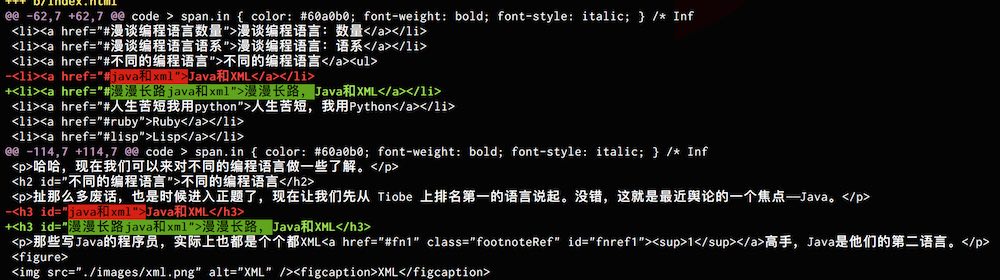 +++ b/index.html
@@ -62,7 +62,7 @@ code > span.in { color: #60a0b0; font-weight: bold; font-style: italic; } /* Inf
 <li><a href="#漫谈编程语言数量">漫谈编程语言：数量</a></li>
 <li><a href="#漫谈编程语言语系">漫谈编程语言：语系</a></li>
 <li><a href="#不同的编程语言">不同的编程语言</a><ul>
-<li><a href="#java和xml">Java和XML</a></li>
+<li><a href="#漫漫长路java和xml">漫漫长路，Java和XML</a></li>
 <li><a href="#人生苦短我用python">人生苦短，我用Python</a></li>
 <li><a href="#ruby">Ruby</a></li>
 <li><a href="#lisp">Lisp</a></li>
@@ -114,7 +114,7 @@ code > span.in { color: #60a0b0; font-weight: bold; font-style: italic; } /* Inf
 <p>哈哈，现在我们可以来对不同的编程语言做一些了解。</p>
 <h2 id="不同的编程语言">不同的编程语言</h2>
 <p>扯那么多废话，也是时候进入正题了，现在让我们先从 Tiobe 上排名第一的语言说起。没错，这就是最近舆论的一个焦点——Java。</p>
-<h3 id="java和xml">Java和XML</h3>
+<h3 id="漫漫长路java和xml">漫漫长路，Java和XML</h3>
 <p>那些写Java的程序员，实际上也都是个个都XML<a href="#fn1" class="footnoteRef" id="fnref1"><sup>1</sup></a>高手，Java是他们的第二语言。</p>
 <figure>
 <img src="./images/xml.png" alt="XML" /><figcaption>XML</figcaption>